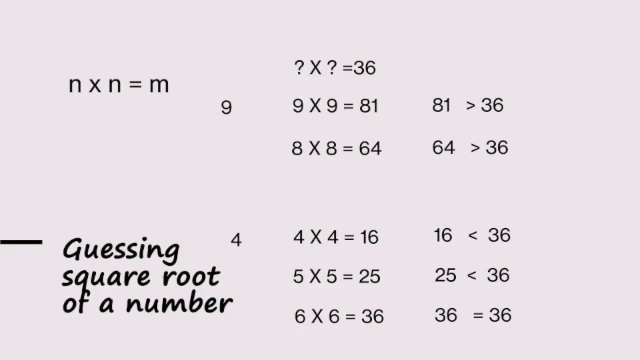 ? X ? =36
n x n = m
9 9 X 9 = 81 81 > 36
8 X 8 = 64 64 > 36
4 4 X 4 = 16 16 < 36
5 X 5 = 25 25 < 36
6 X 6 = 36 36 = 36
Guessing
square root
of a number